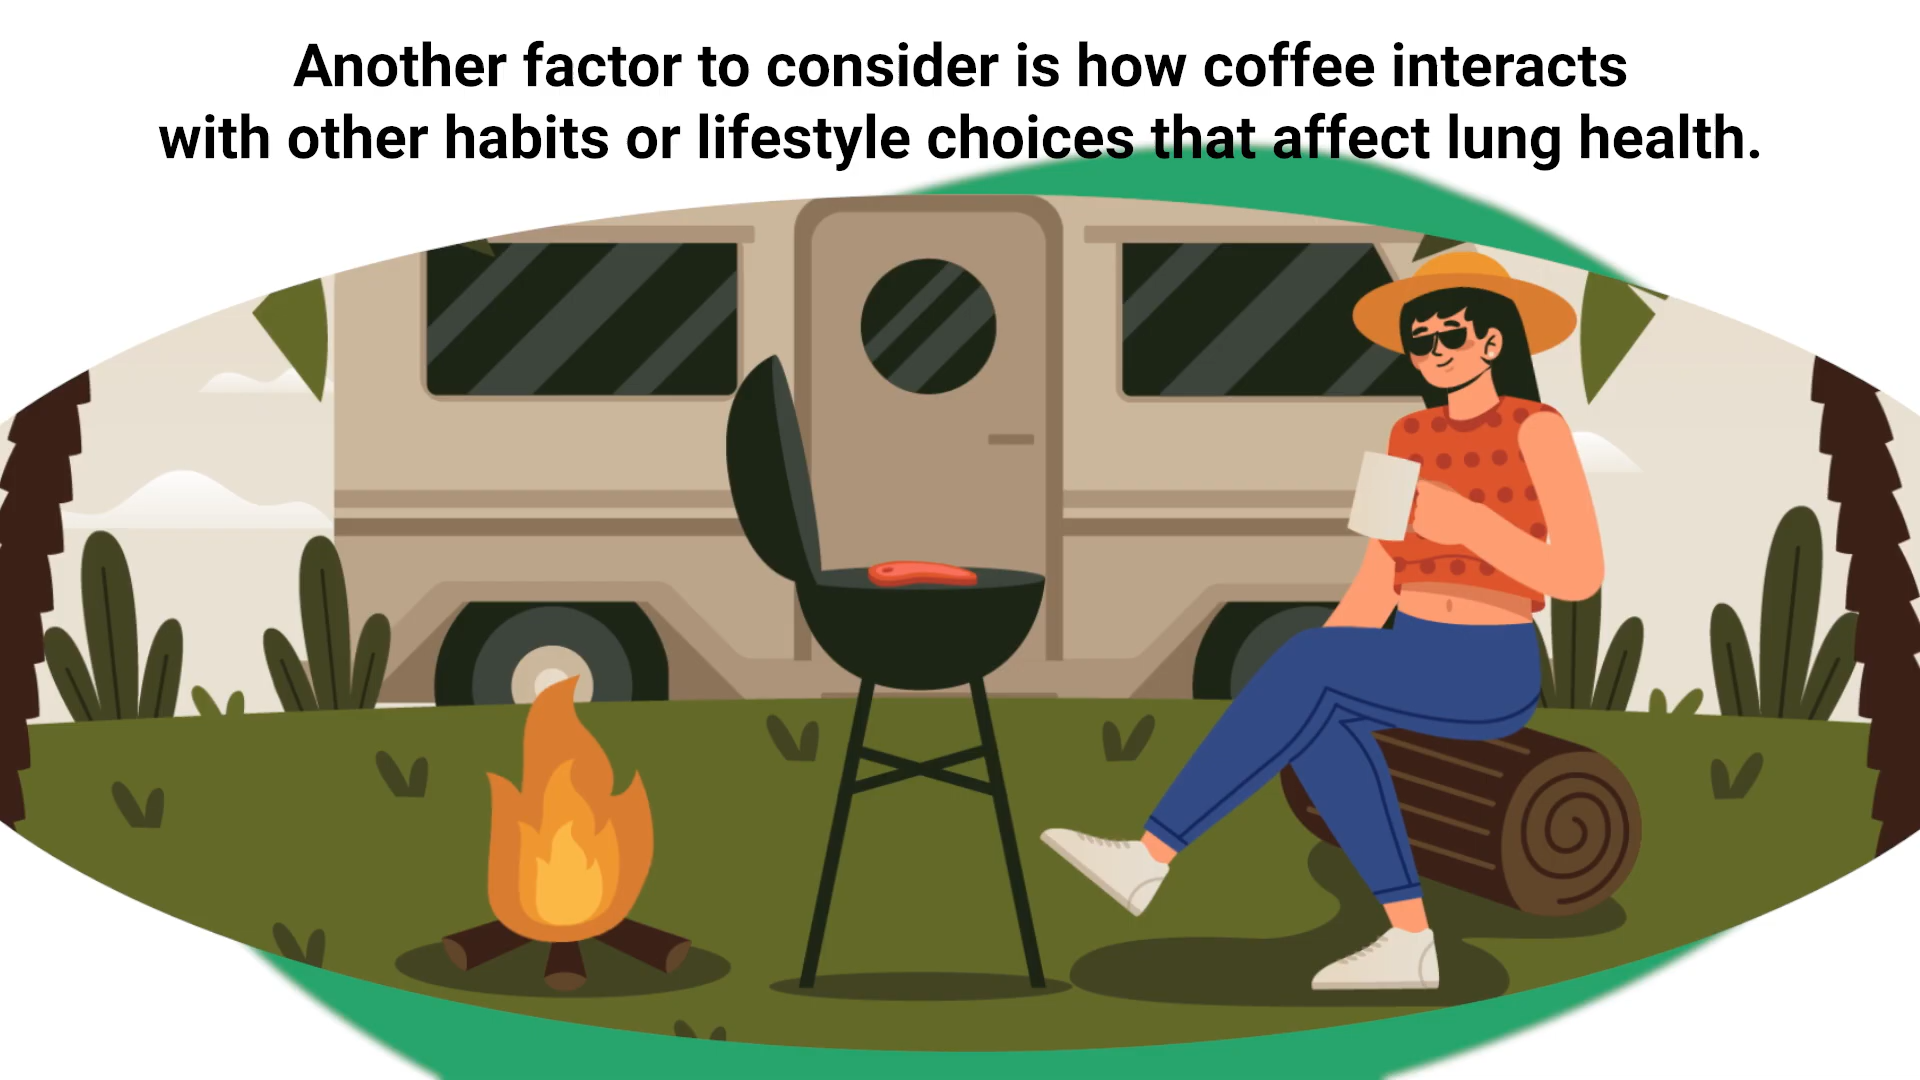 Another factor to consider is how coffee interacts
with other habits or lifestyle choices that affect lung health.